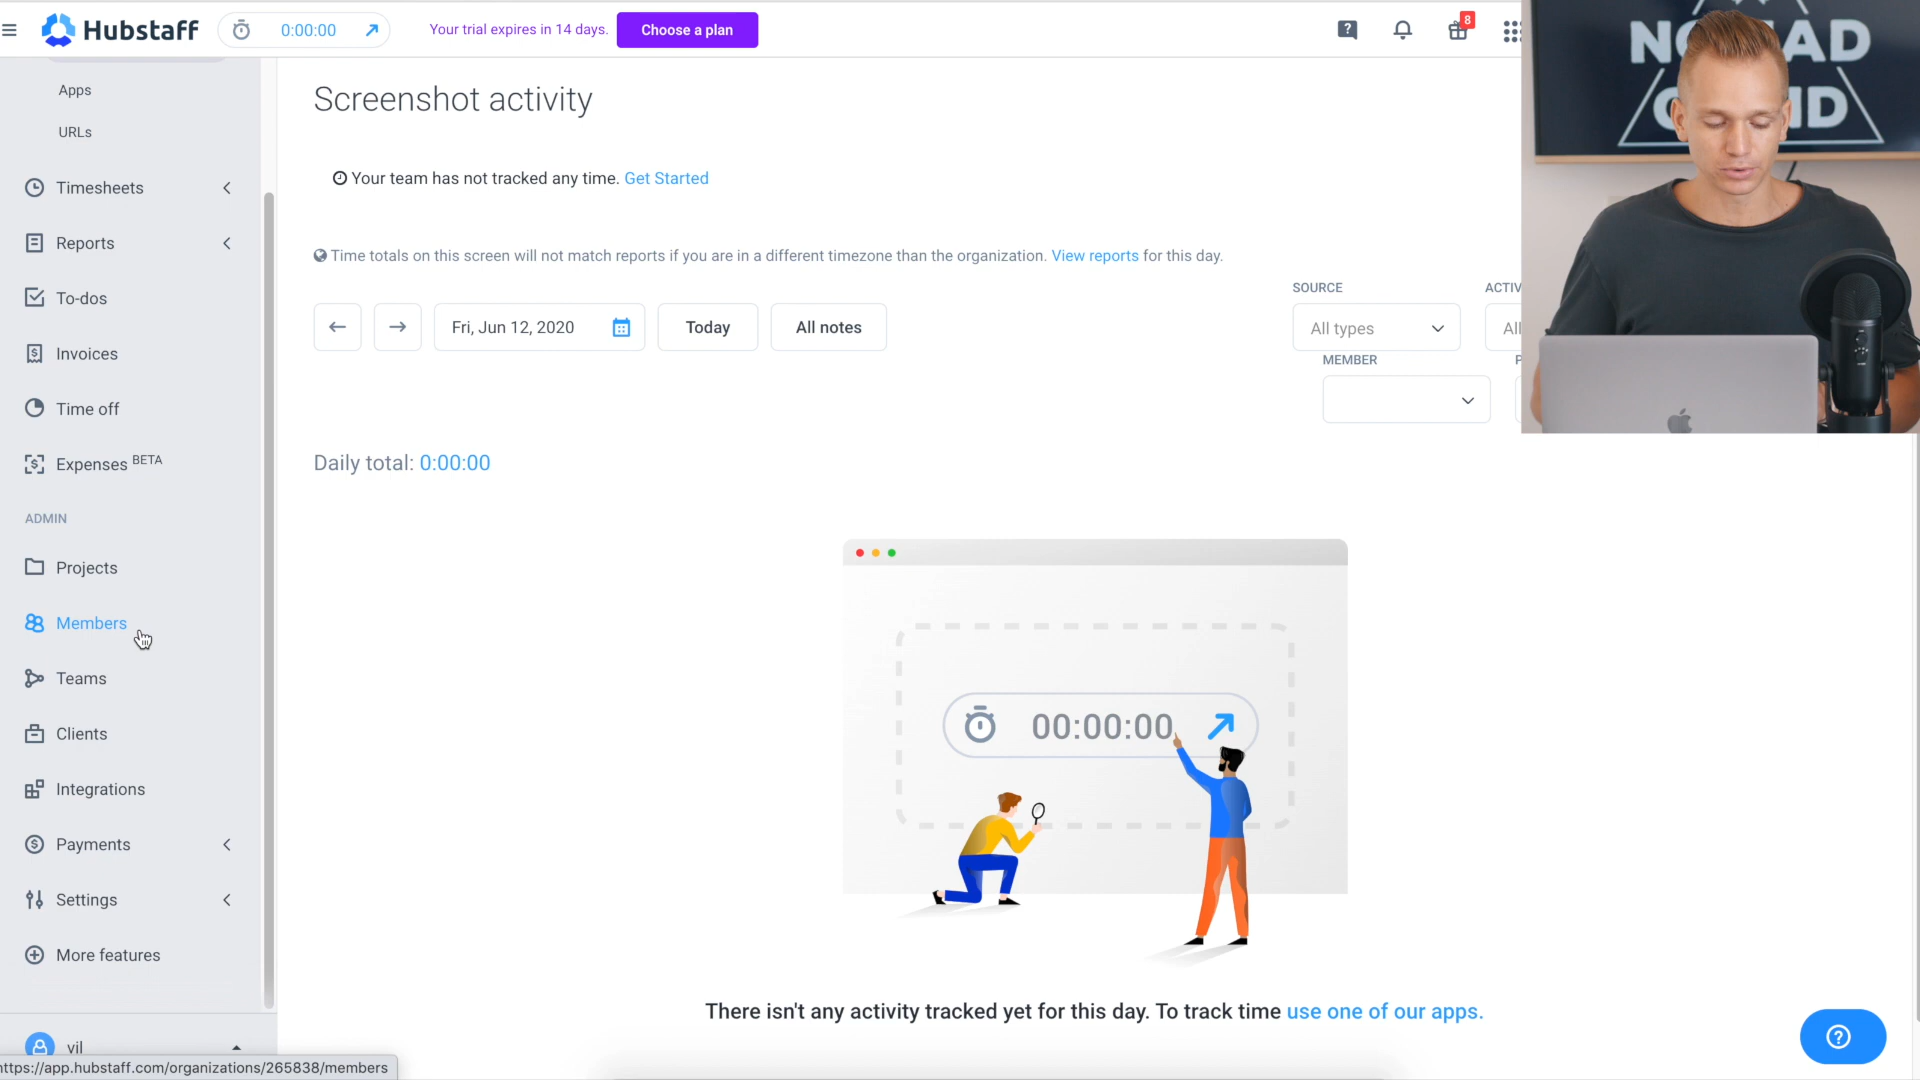 Hubstaff
0:00:00
Your trial expires in 14 days.
Choose a plan
8
Apps
URLs
Timesheets
Reports
To-dos
Invoices
Time off
Expenses BETA
ADMIN
Projects
Members
Teams
Clients
Integrations
Payments
Settings
More features
vil
https://app.hubstaff.com/organizations/265838/members
Screenshot activity
Your team has not tracked any time. Get Started
Time totals on this screen will not match reports if you are in a different timezone than the organization. View reports for this day.
Fri, Jun 12, 2020
Today
All notes
SOURCE
All types
MEMBER
Daily total: 0:00:00
00:00:00
There isn't any activity tracked yet for this day. To track time use one of our apps.